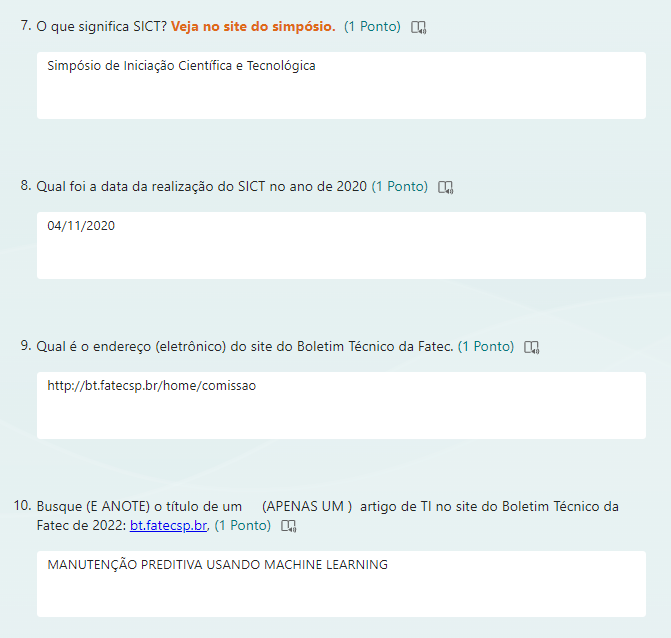 7. O que significa SICT? Veja no site do simpósio. (1 Ponto)
Simpósio de Iniciação Científica e Tecnológica
8. Qual foi a data da realização do SICT no ano de 2020 (1 Ponto)
04/11/2020
9. Qual é o endereço (eletrônico) do site do Boletim Técnico da Fatec. (1 Ponto)
http://bt.fatecsp.br/home/comissao
10. Busque (E ANOTE) o título de um (APENAS UM ) artigo de TI no site do Boletim Técnico da
Fatec de 2022: bt.fatecsp.br. (1 Ponto)
MANUTENÇÃO PREDITIVA USANDO MACHINE LEARNING